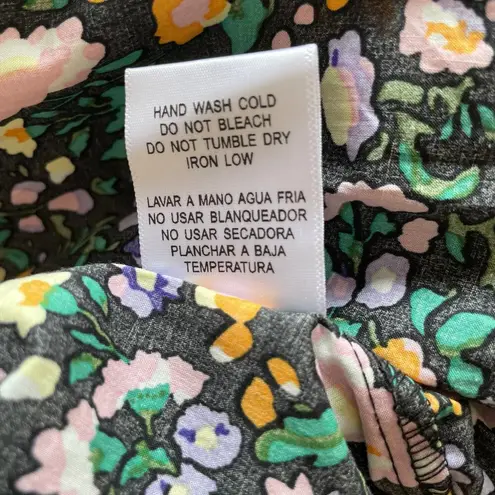 HAND WASH COLD
DO NOT BLEACH
DO NOT TUMBLE DRY
IRON LOW
LAVAR A MANO AGUA FRIA
NO USAR BLANQUEADOR
NO USAR SECADORA
PLANCHAR A BAJA
TEMPERATURA